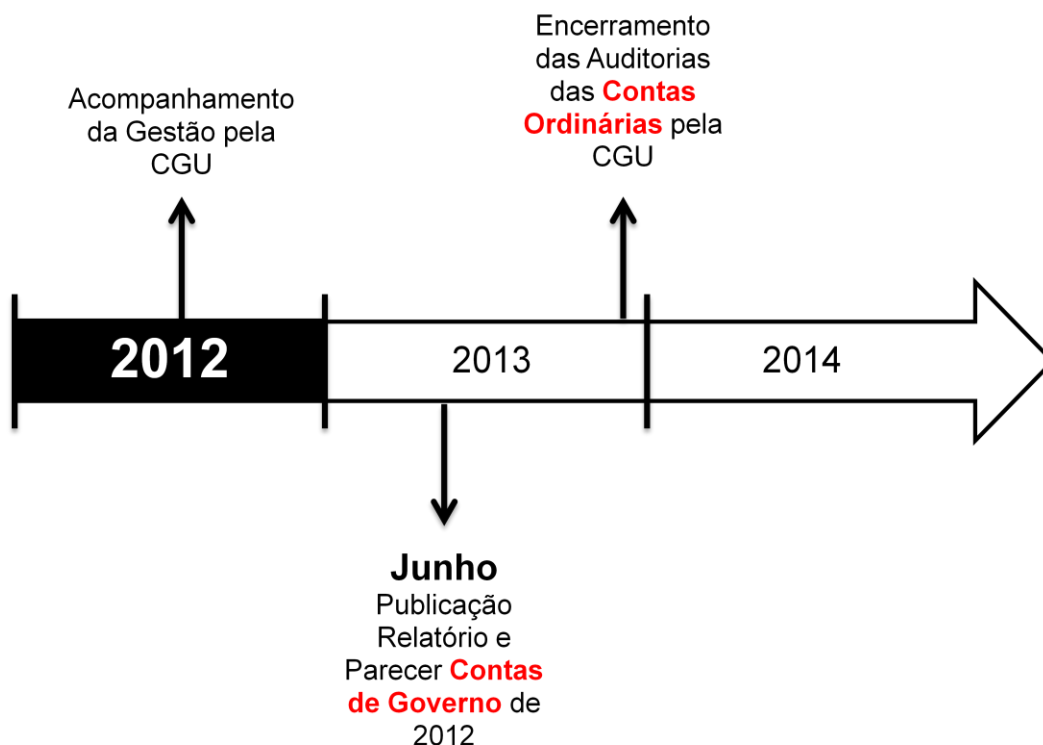 Encerramento
das Auditorias
das Contas
Ordinárias pela
CGU
Acompanhamento
da Gestão pela
CGU
2012
2013
2014
Junho
Publicação
Relatório e
Parecer Contas
de Governo de
2012